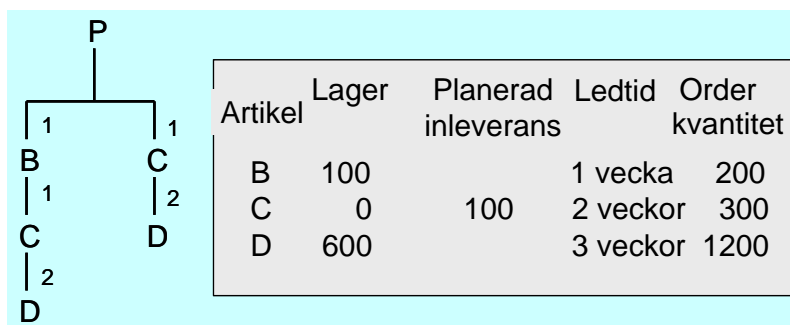 P
1 1
B C
1 2
C D
2
D
Lager Planerad Ledtid Order
Artikel inleverans kvantitet
B 100 1 vecka 200
C 0 100 2 veckor 300
D 600 3 veckor 1200